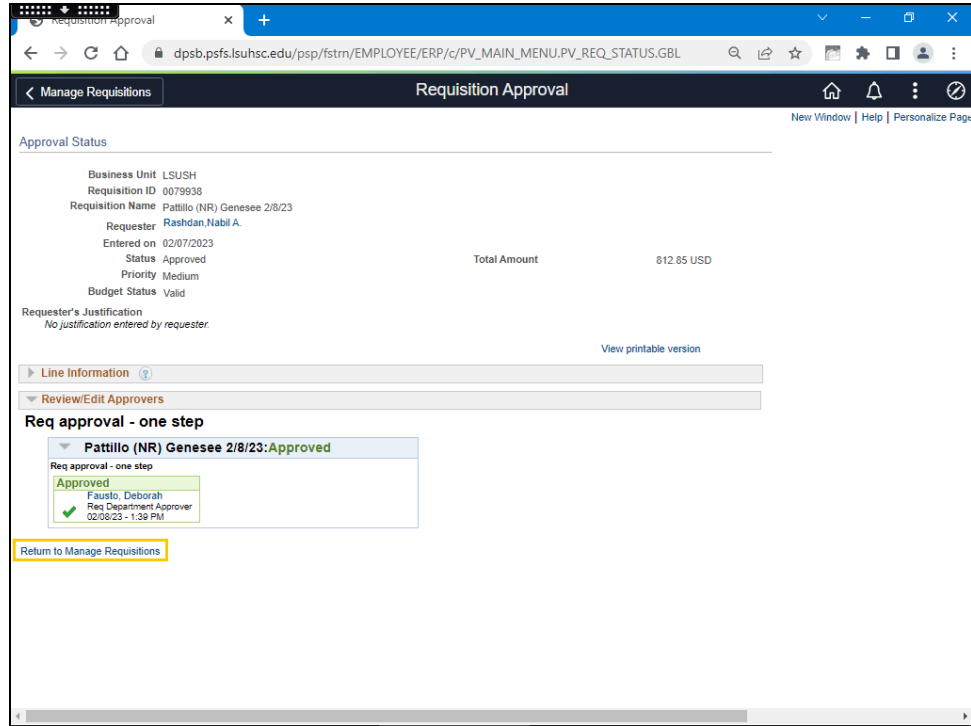 Requisition Approval
dpsb.psfs.lsuhsc.edu/psp/fstrn/EMPLOYEE/ERP/c/PV_MAIN_MENU.PV_REQ_STATUS.GBL
Manage Requisitions
Requisition Approval
New Window | Help | Personalize Page
Approval Status
Business Unit LSUSH
Requisition ID 0079938
Requisition Name Pattillo (NR) Genesee 2/8/23
Requester Rashdan,Nabil A.
Entered on 02/07/2023
Status Approved Total Amount 812.85 USD
Priority Medium
Budget Status Valid
Requester's Justification
No justification entered by requester.
View printable version
Line Information ?
Review/Edit Approvers
Req approval - one step
Pattillo (NR) Genesee 2/8/23:Approved
Req approval - one step
Approved
Fausto, Deborah
Req Department Approver
02/08/23 - 1:39 PM
Return to Manage Requisitions